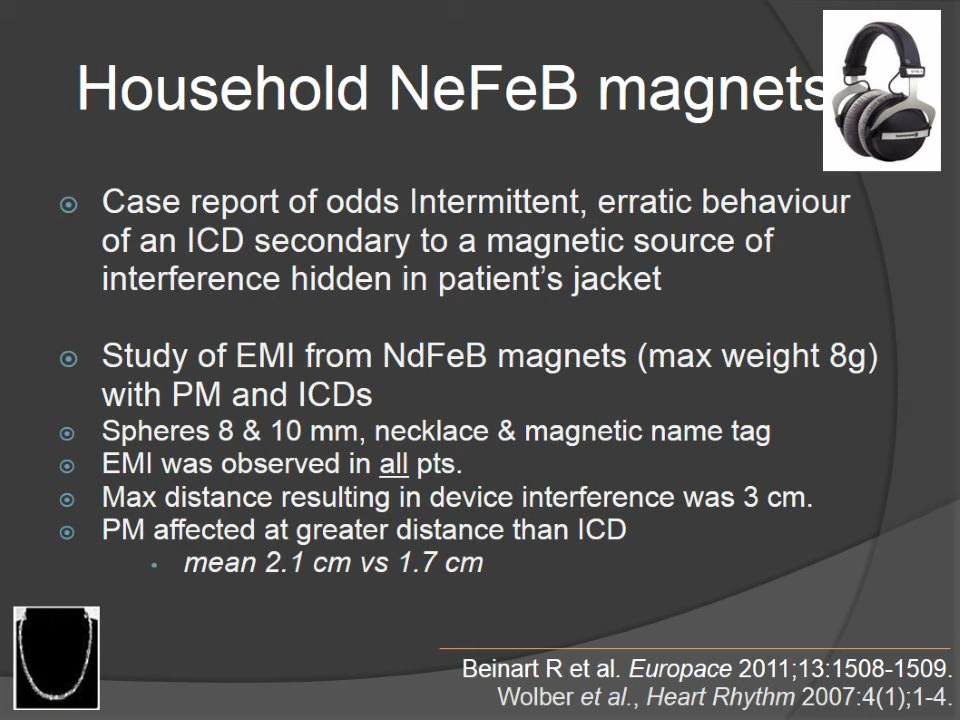 Household NeFeB magnets
Case report of odds Intermittent, erratic behaviour
of an ICD secondary to a magnetic source of
interference hidden in patient's jacket
Study of EMI from NdFeB magnets (max weight 8g)
with PM and ICDs
Spheres 8 & 10 mm, necklace & magnetic name tag
EMI was observed in all pts.
Max distance resulting in device interference was 3 cm.
PM affected at greater distance than ICD
mean 2.1 cm vs 1.7 cm
Beinart R et al. Europace 2011;13:1508-1509.
Wolber et al., Heart Rhythm 2007:4(1);1-4.